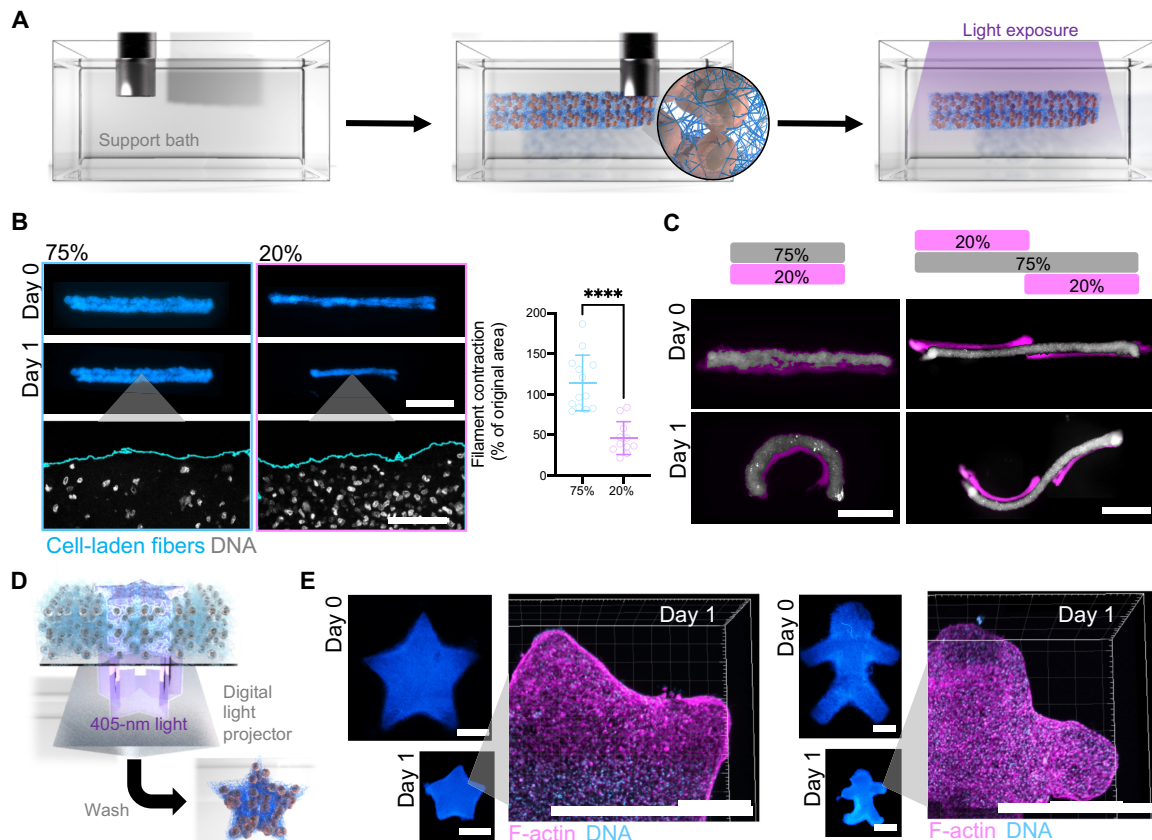 A
Support bath
Light exposure
B
75%
20%
Day 0
Day 1
Cell-laden fibers DNA
****
Filament contraction
(% of original area)
200
150
100
50
0
75%
20%
C
75%
20%
20%
75%
20%
Day 0
Day 1
D
405-nm light
Digital
light
projector
Wash
E
Day 0
Day 1
Day 1
F-actin DNA
Day 0
Day 1
Day 1
F-actin DNA